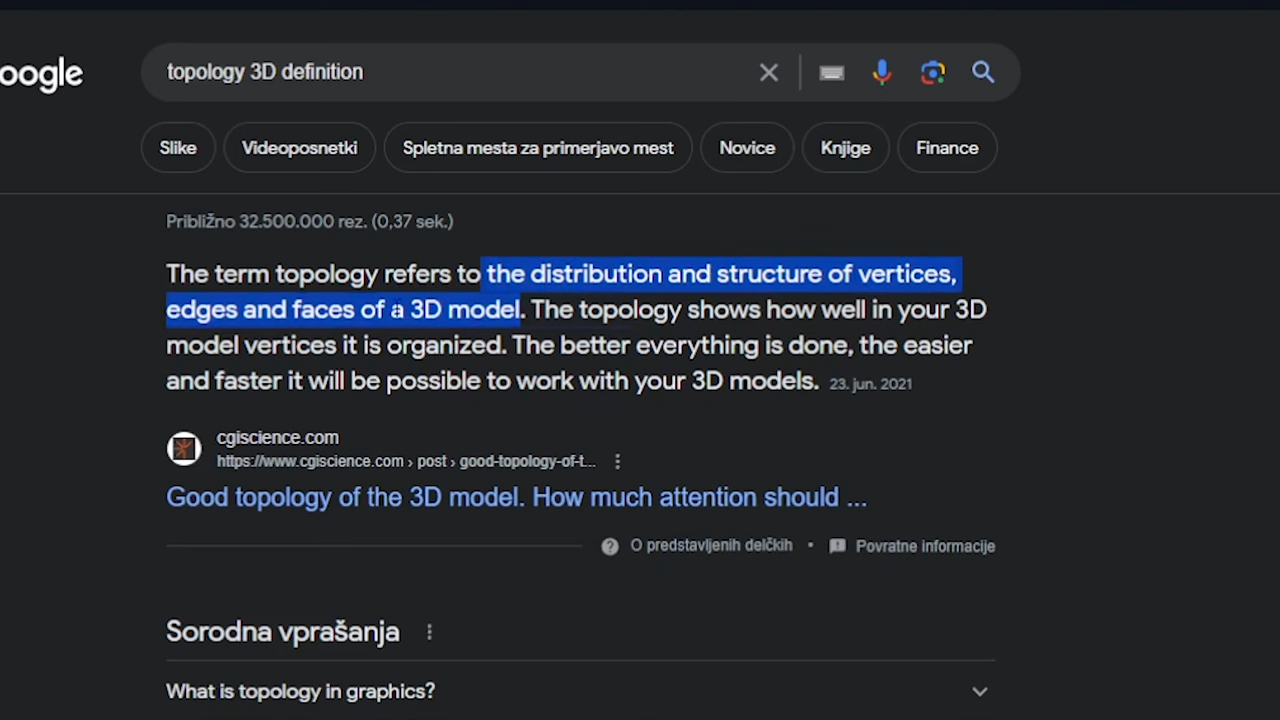 oogle
topology 3D definition
Slike
Videoposnetki
Spletna mesta za primerjavo mest
Novice
Knjige
Finance
Približno 32.500.000 rez. (0,37 sek.)
The term topology refers to the distribution and structure of vertices,
edges and faces of a 3D model. The topology shows how well in your 3D
model vertices it is organized. The better everything is done, the easier
and faster it will be possible to work with your 3D models. 23. jun. 2021
cgiscience.com
https://www.cgiscience.com › post › good-topology-of-t...
Good topology of the 3D model. How much attention should ...
O predstavljenih delčkih • Povratne informacije
Sorodna vprašanja
What is topology in graphics?